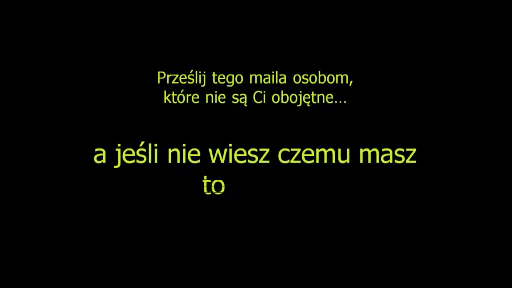 Prześlij tego maila osobom,
które nie są Ci obojętne...
a jeśli nie wiesz czemu masz
to